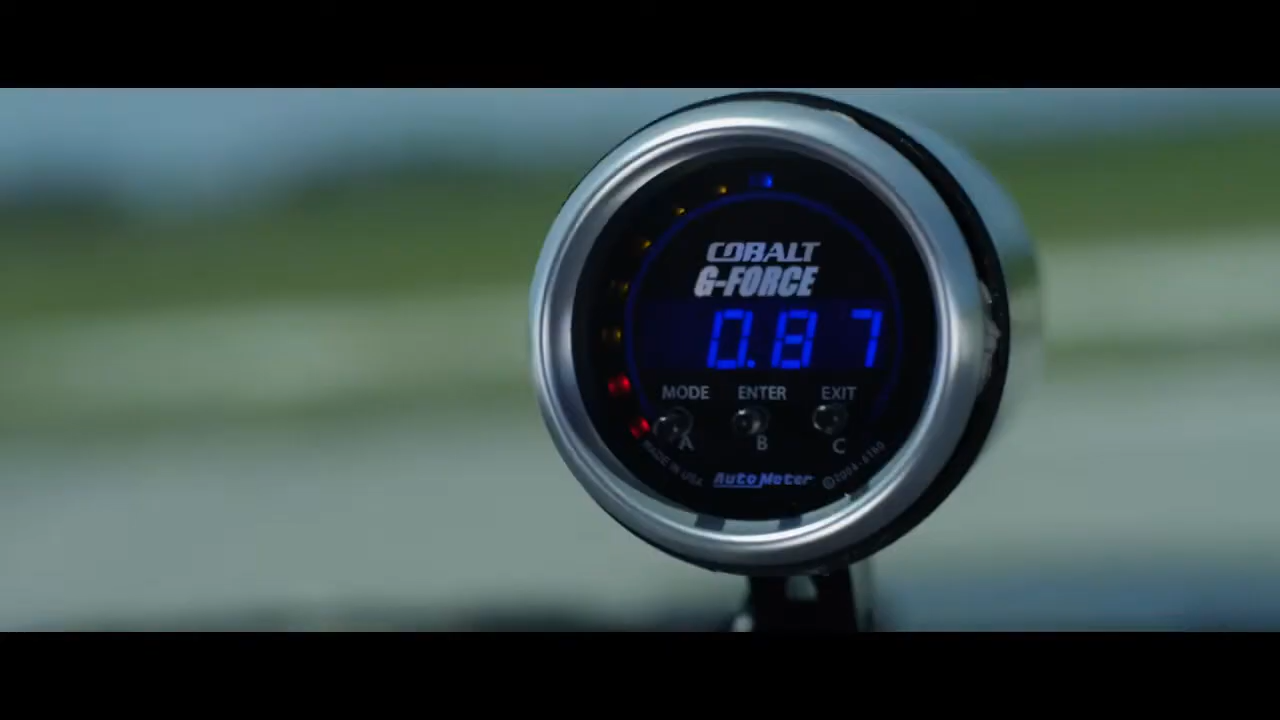 COBALT
G-FORCE
0.87
MODE ENTER EXIT
A B C
MADE IN USA
AutoMeter